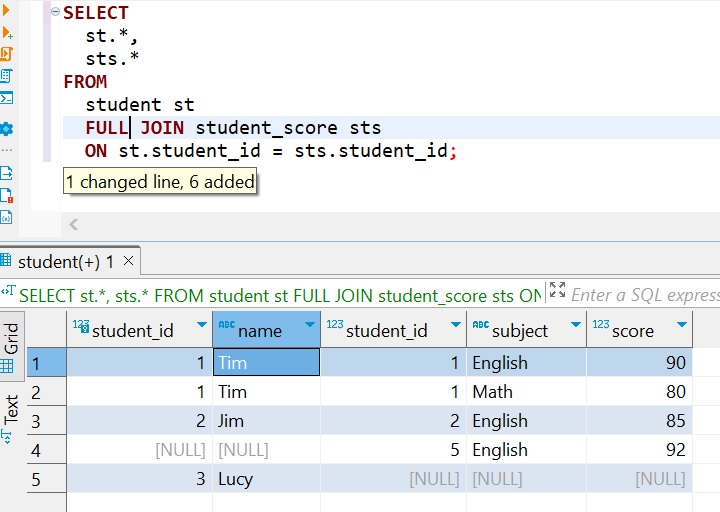 SELECT
st.*,
sts.*
FROM
student st
FULL JOIN student_score sts
ON st.student_id = sts.student_id;
1 changed line, 6 added
student(+) 1
SELECT st.*, sts.* FROM student st FULL JOIN student_score sts ON
Enter a SQL express
Grid
Text
123 student_id ABC name 123 student_id ABC subject 123 score
1 1 Tim 1 English 90
2 1 Tim 1 Math 80
3 2 Jim 2 English 85
4 [NULL] [NULL] 5 English 92
5 3 Lucy [NULL] [NULL] [NULL]